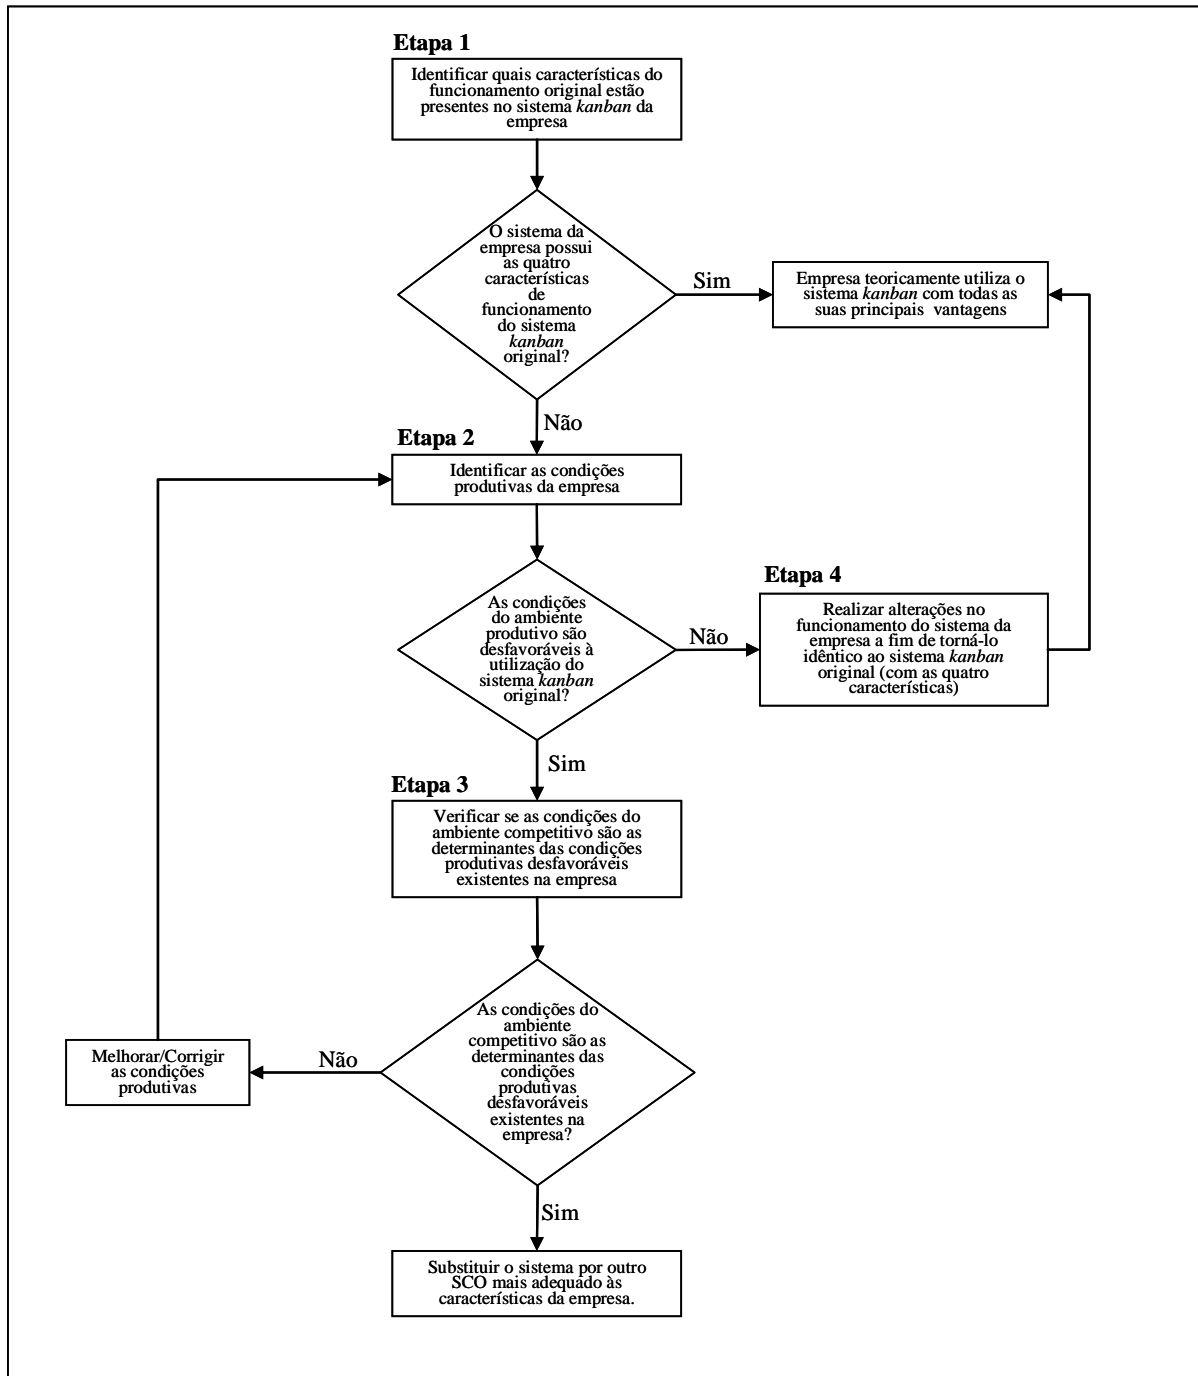 Etapa 1
Identificar quais características do
funcionamento original estão
presentes no sistema kanban da
empresa
O sistema da
empresa possui
as quatro
características
de
funcionamento
do sistema
kanban
original?
Sim
Empresa teoricamente utiliza o
sistema kanban com todas as
suas principais vantagens
Não
Etapa 2
Identificar as condições
produtivas da empresa
As condições
do ambiente
produtivo são
desfavoráveis à
utilização do
sistema kanban
original?
Não
Etapa 4
Realizar alterações no
funcionamento do sistema da
empresa a fim de torná-lo
idêntico ao sistema kanban
original (com as quatro
características)
Sim
Etapa 3
Verificar se as condições do
ambiente competitivo são as
determinantes das condições
produtivas desfavoráveis
existentes na empresa
As condições do
ambiente
competitivo são as
determinantes das
condições
produtivas
desfavoráveis
existentes na
empresa?
Não
Melhorar/Corrigir
as condições
produtivas
Sim
Substituir o sistema por outro
SCO mais adequado às
características da empresa.